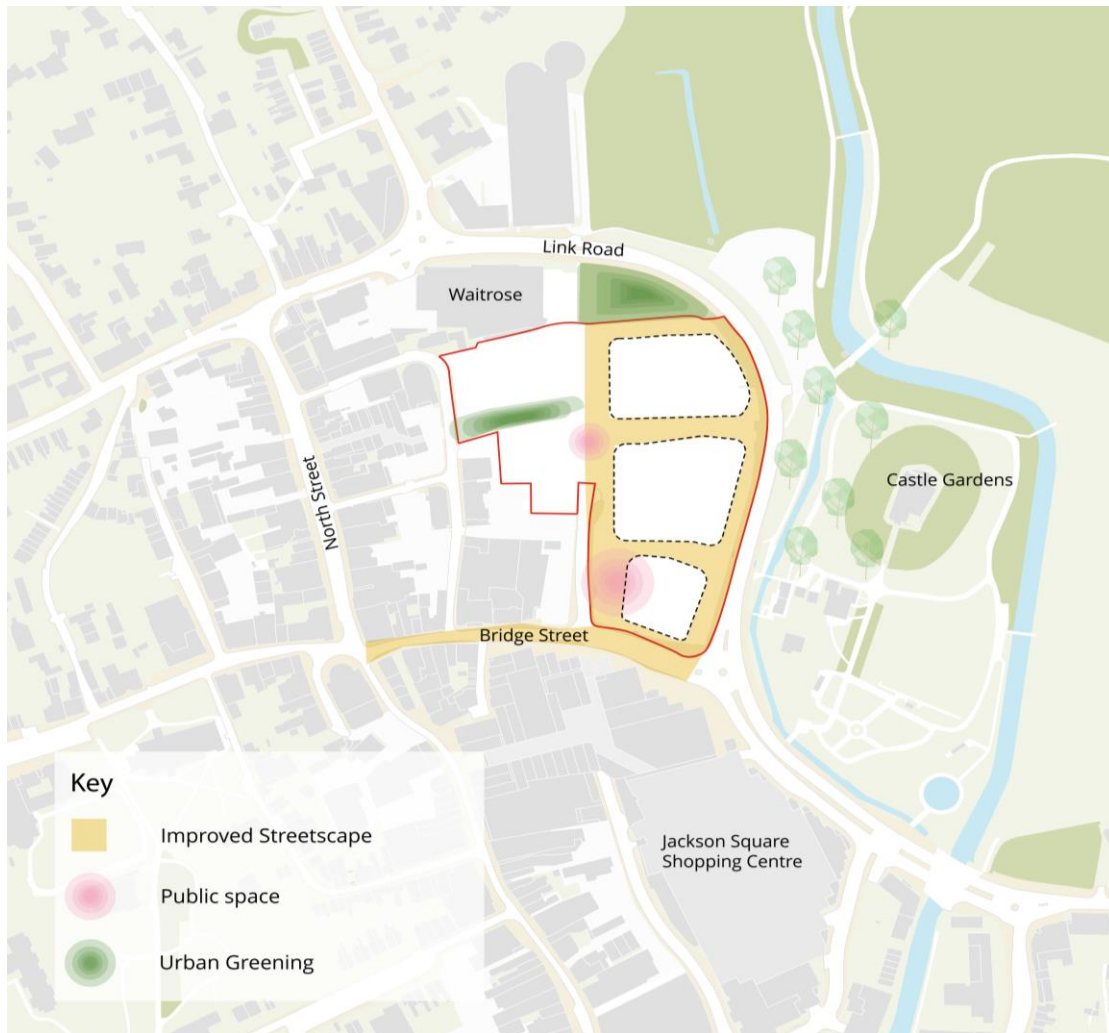 Link Road
Waitrose
Castle Gardens
North Street
Bridge Street
Key
Improved Streetscape
Public space
Urban Greening
Jackson Square
Shopping Centre